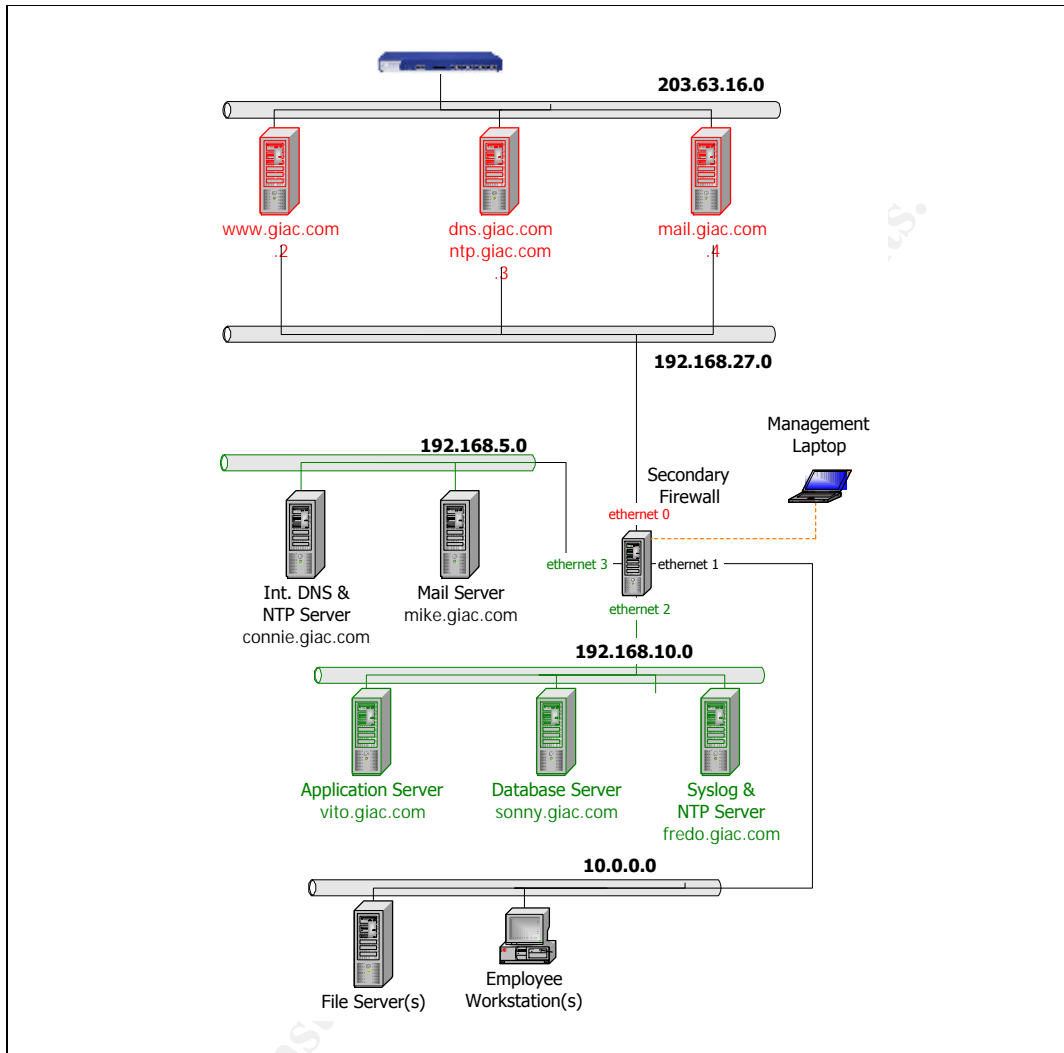 203.63.16.0
www.giac.com
.2
dns.giac.com
ntp.giac.com
.3
mail.giac.com
.4
192.168.27.0
Management
Laptop
192.168.5.0
Secondary
Firewall
ethernet 0
ethernet 3
ethernet 1
ethernet 2
Int. DNS &
NTP Server
connie.giac.com
Mail Server
mike.giac.com
192.168.10.0
Application Server
vito.giac.com
Database Server
sonny.giac.com
Syslog &
NTP Server
fredo.giac.com
10.0.0.0
File Server(s)
Employee
Workstation(s)